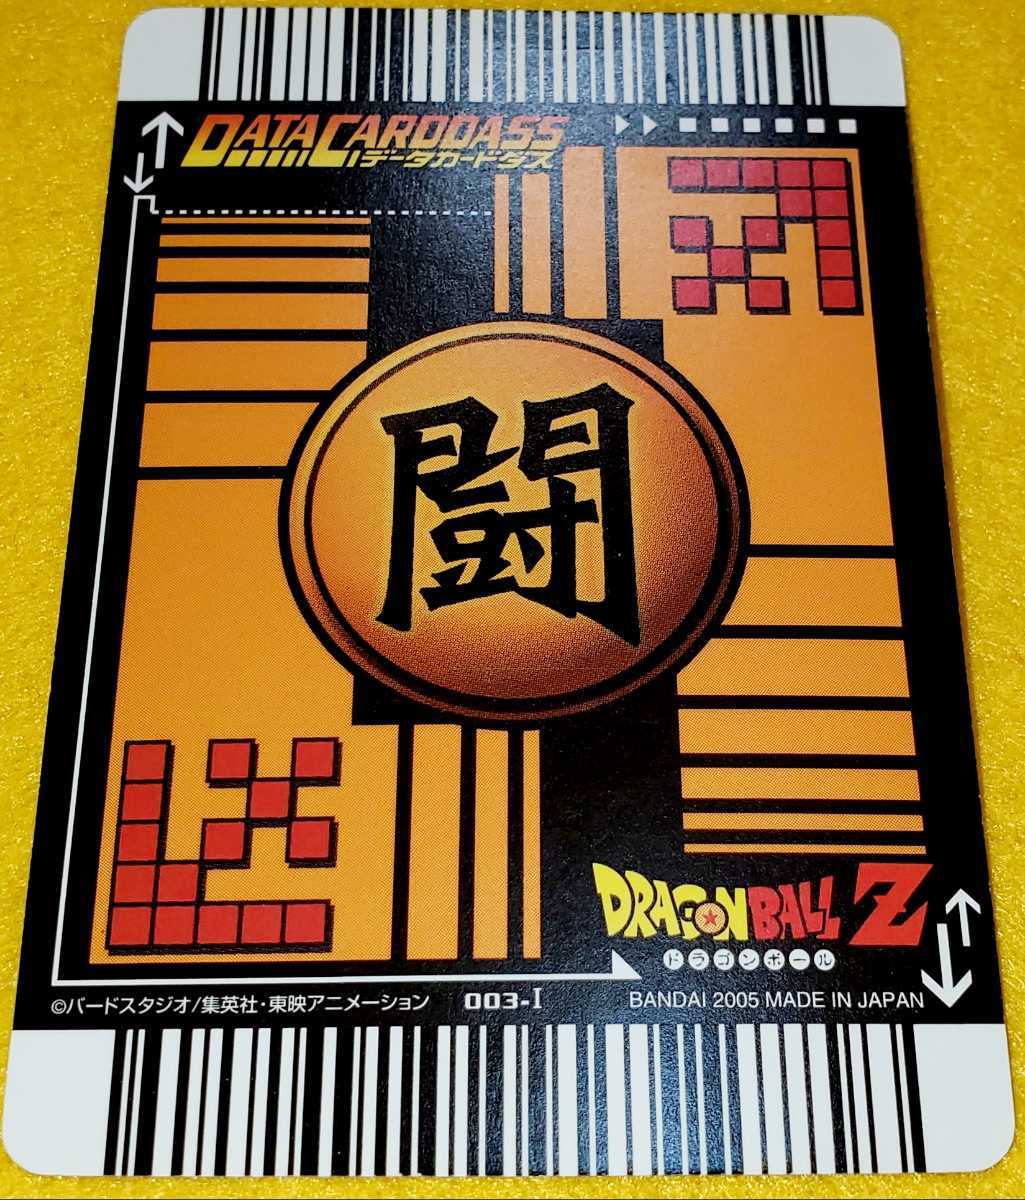 DATACARDDASS
データカードダス
闘
DRAGON BALL Z
ドラゴンボール
©バードスタジオ/集英社・東映アニメーション 003-I BANDAI 2005 MADE IN JAPAN